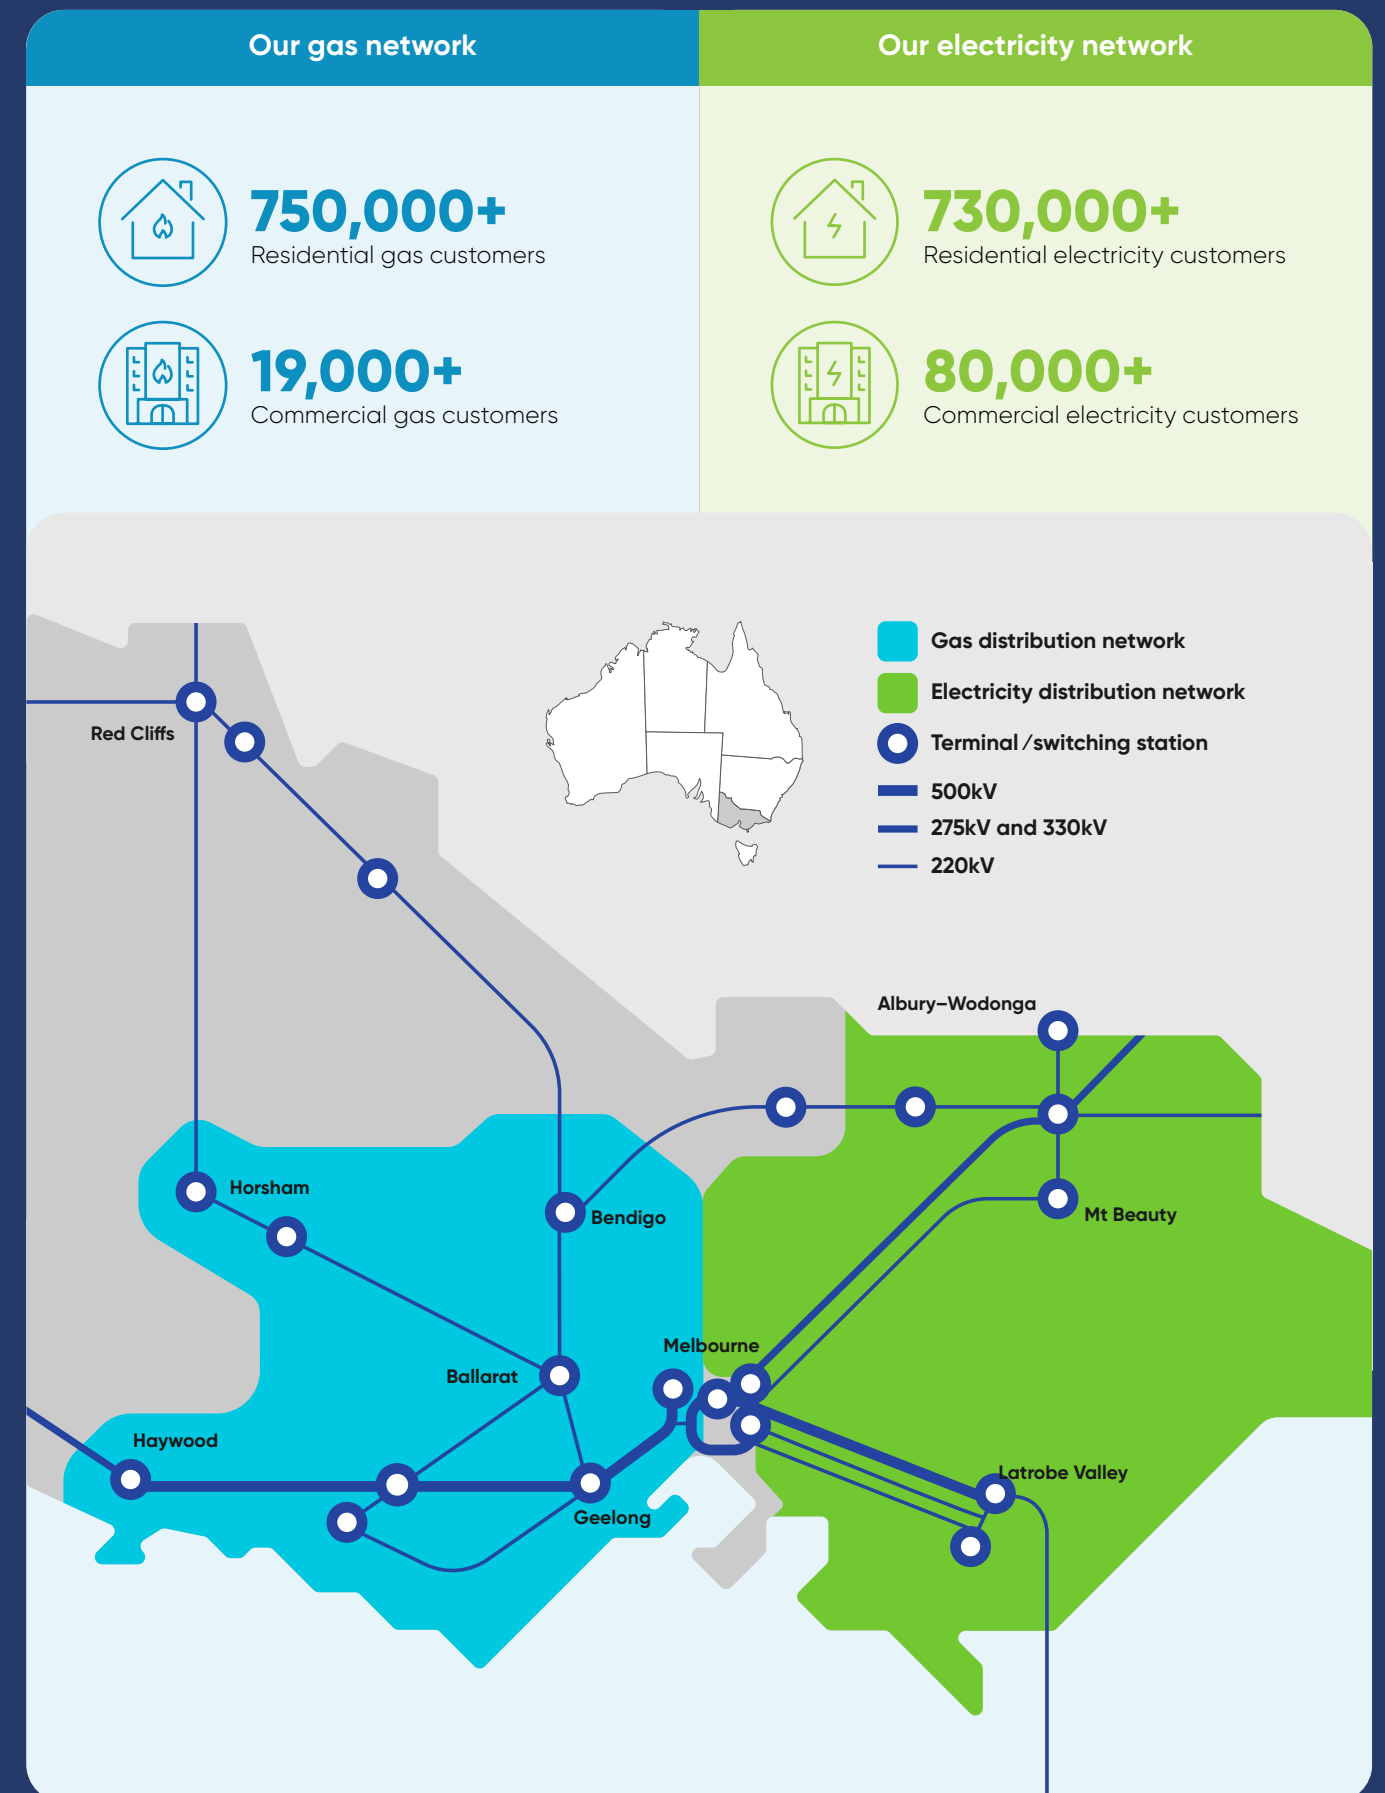 Our gas network
Our electricity network
750,000+
Residential gas customers
730,000+
Residential electricity customers
19,000+
Commercial gas customers
80,000+
Commercial electricity customers
Gas distribution network
Electricity distribution network
Terminal/switching station
500kV
275kV and 330kV
220kV
Red Cliffs
Albury–Wodonga
Horsham
Bendigo
Mt Beauty
Melbourne
Ballarat
Haywood
Latrobe Valley
Geelong